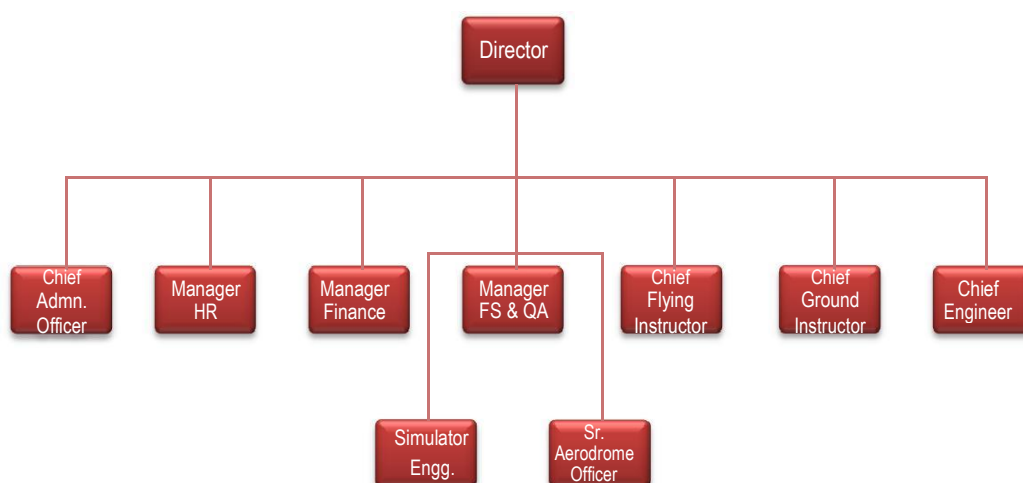 Director
Chief
Admn.
Officer
Manager
HR
Manager
Finance
Manager
FS & QA
Chief
Flying
Instructor
Chief
Ground
Instructor
Chief
Engineer
Simulator
Engg.
Sr.
Aerodrome
Officer